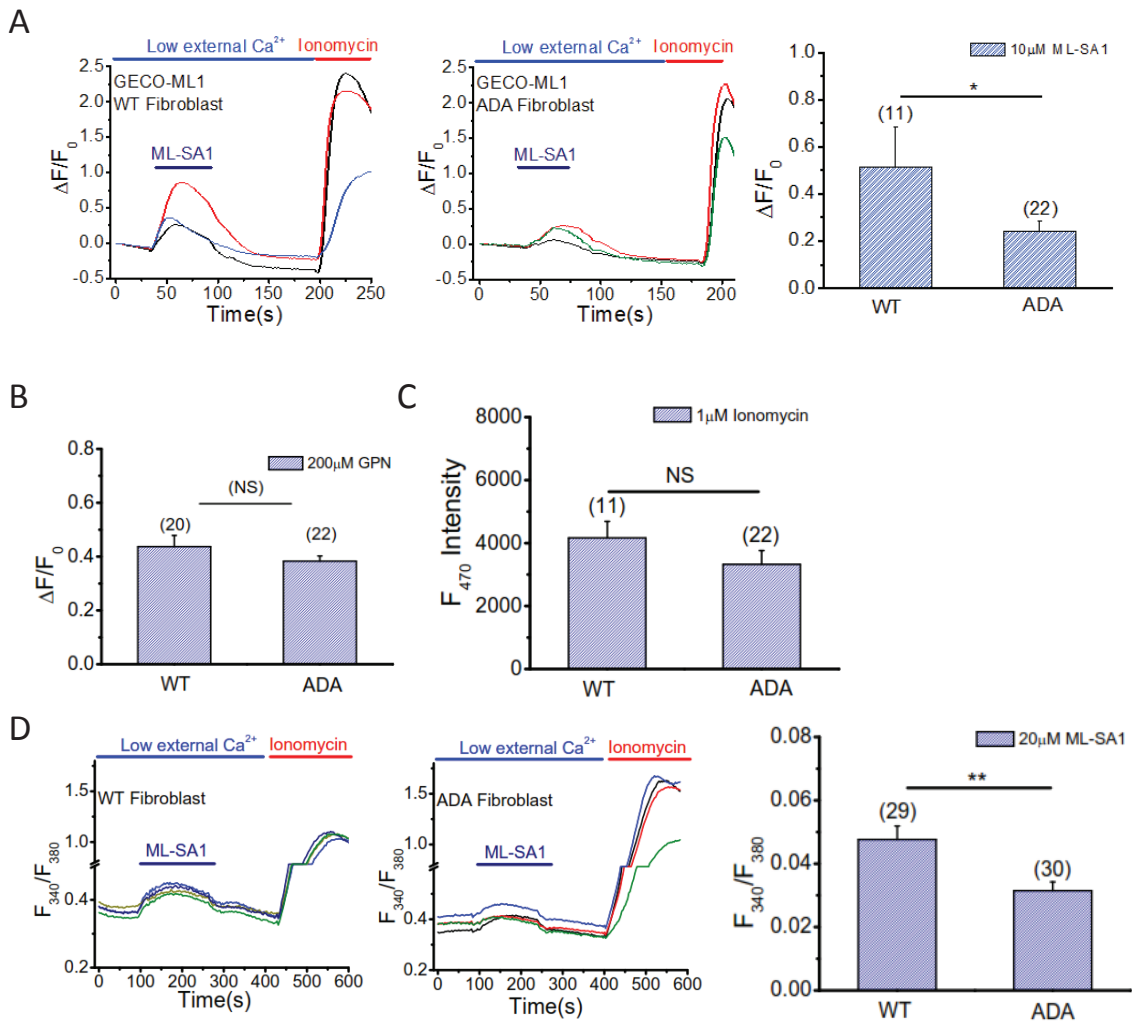 A
Low external Ca²⁺ Ionomycin
GECO-ML1
WT Fibroblast
ML-SA1
ΔF/F₀
2.5
2.0
1.5
1.0
0.5
0.0
-0.5
0 50 100 150 200 250
Time(s)
Low external Ca²⁺ Ionomycin
GECO-ML1
ADA Fibroblast
ML-SA1
ΔF/F₀
2.5
2.0
1.5
1.0
0.5
0.0
-0.5
0 50 100 150 200
Time(s)
10μM ML-SA1
*
(11)
(22)
ΔF/F₀
1.0
0.8
0.6
0.4
0.2
0.0
WT ADA
B
200μM GPN
(NS)
(20) (22)
ΔF/F₀
0.8
0.6
0.4
0.2
0.0
WT ADA
C
1μM Ionomycin
NS
(11)
(22)
F₄₇₀ Intensity
8000
6000
4000
2000
0
WT ADA
D
Low external Ca²⁺ Ionomycin
WT Fibroblast
ML-SA1
F₃₄₀/F₃₈₀
1.5
1.0
0.4
0.2
0 100 200 300 400 500 600
Time(s)
Low external Ca²⁺ Ionomycin
ADA Fibroblast
ML-SA1
F₃₄₀/F₃₈₀
1.5
1.0
0.4
0.2
0 100 200 300 400 500 600
Time(s)
20μM ML-SA1
**
(29)
(30)
F₃₄₀/F₃₈₀
0.08
0.06
0.04
0.02
0.00
WT ADA